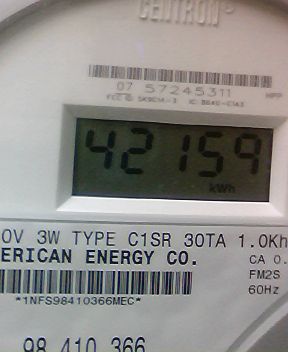 CENTRON®
07 57245311
42159
kWh
0V 3W TYPE C1SR 30TA 1.0Kh
ERICAN ENERGY CO.
CA 0.
FM2S
*1NFS98410366MEC*
60Hz
98 410 366